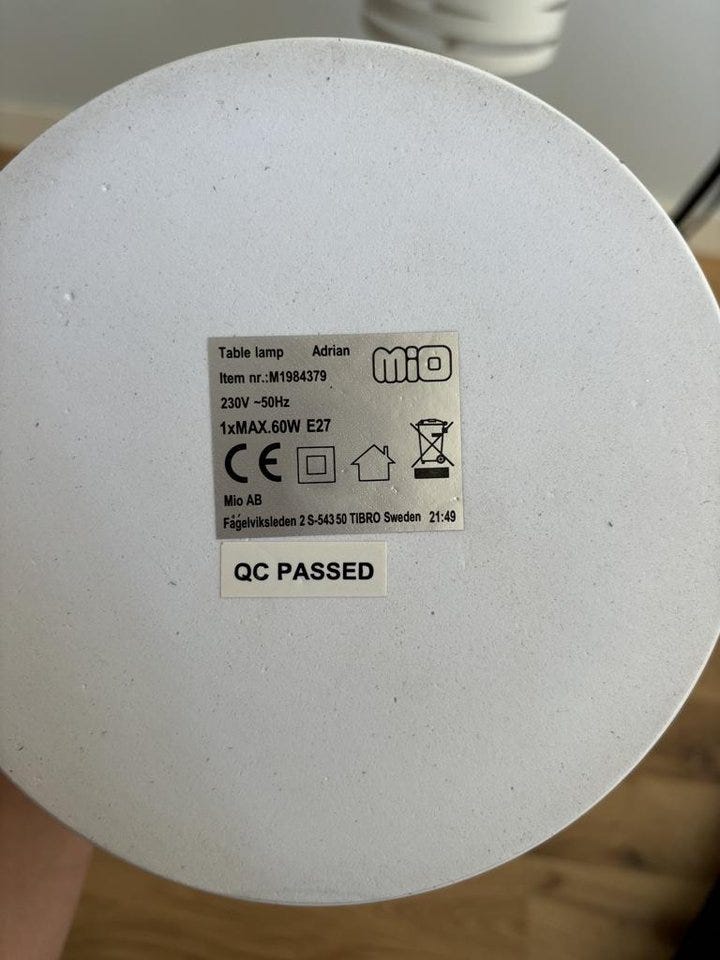 Table lamp Adrian
mio
Item nr.:M1984379
230V ~50Hz
1xMAX.60W E27
CE
Mio AB
Fågelviksleden 2 S-543 50 TIBRO Sweden 21:49
QC PASSED